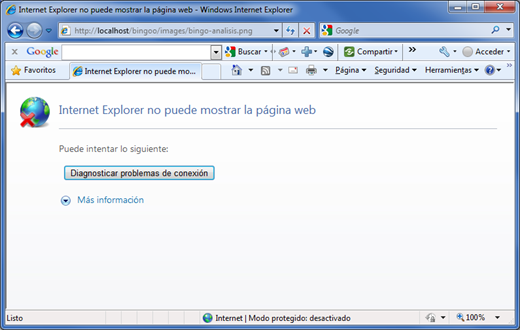 Internet Explorer no puede mostrar la página web - Windows Internet Explorer
http://localhost/bingoo/images/bingo-analisis.png
Google
x Google Buscar Compartir Acceder
Favoritos Internet Explorer no puede mo... Página Seguridad Herramientas
Internet Explorer no puede mostrar la página web
Puede intentar lo siguiente:
Diagnosticar problemas de conexión
Más información
Listo Internet | Modo protegido: desactivado 100%